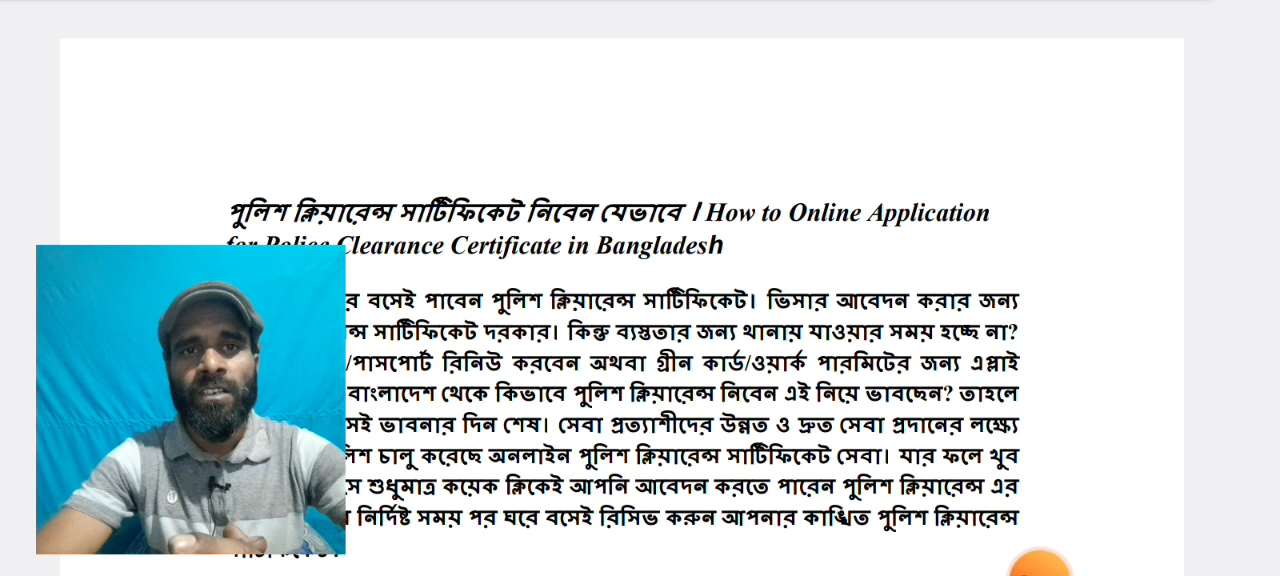 পুলিশ ক্লিয়ারেন্স সার্টিফিকেট নিবেন যেভাবে । How to Online Application
for Police Clearance Certificate in Bangladesh
বসেই পাবেন পুলিশ ক্লিয়ারেন্স সার্টিফিকেট। ভিসার আবেদন করার জন্য
সার্টিফিকেট দরকার। কিন্তু ব্যস্ততার জন্য থানায় যাওয়ার সময় হচ্ছে না?
/পাসপোর্ট রিনিউ করবেন অথবা গ্রীন কার্ড/ওয়ার্ক পারমিটের জন্য এপ্লাই
বাংলাদেশ থেকে কিভাবে পুলিশ ক্লিয়ারেন্স নিবেন এই নিয়ে ভাবছেন? তাহলে
সেই ভাবনার দিন শেষ। সেবা প্রত্যাশীদের উন্নত ও দ্রুত সেবা প্রদানের লক্ষ্যে
চালু করেছে অনলাইন পুলিশ ক্লিয়ারেন্স সার্টিফিকেট সেবা। যার ফলে খুব
শুধুমাত্র কয়েক ক্লিকেই আপনি আবেদন করতে পারেন পুলিশ ক্লিয়ারেন্স এর
নির্দিষ্ট সময় পর ঘরে বসেই রিসিভ করুন আপনার কাঙ্খিত পুলিশ ক্লিয়ারেন্স